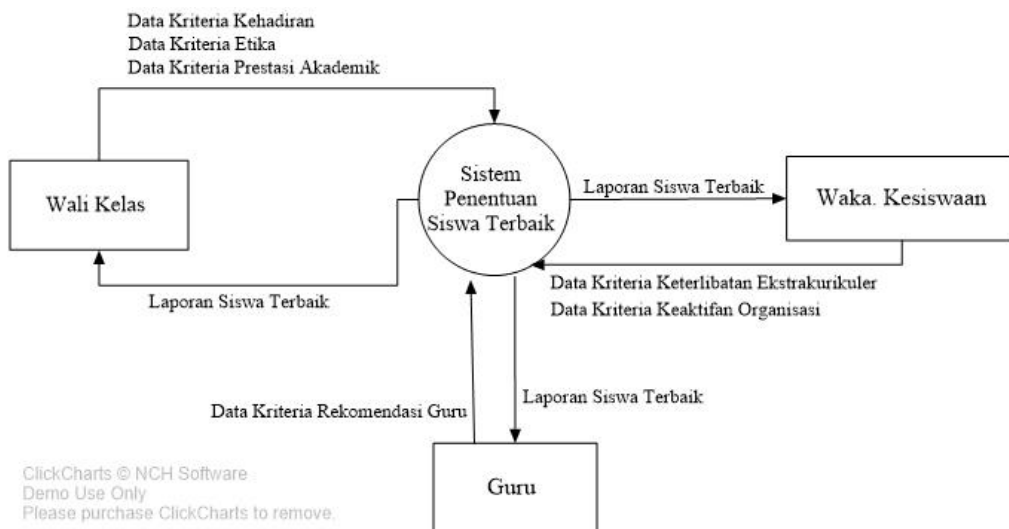 Data Kriteria Kehadiran
Data Kriteria Etika
Data Kriteria Prestasi Akademik
Wali Kelas
Sistem
Penentuan
Siswa Terbaik
Laporan Siswa Terbaik
Waka. Kesiswaan
Laporan Siswa Terbaik
Data Kriteria Keterlibatan Ekstrakurikuler
Data Kriteria Keaktifan Organisasi
Data Kriteria Rekomendasi Guru
Laporan Siswa Terbaik
Guru
ClickCharts © NCH Software
Demo Use Only
Please purchase ClickCharts to remove.